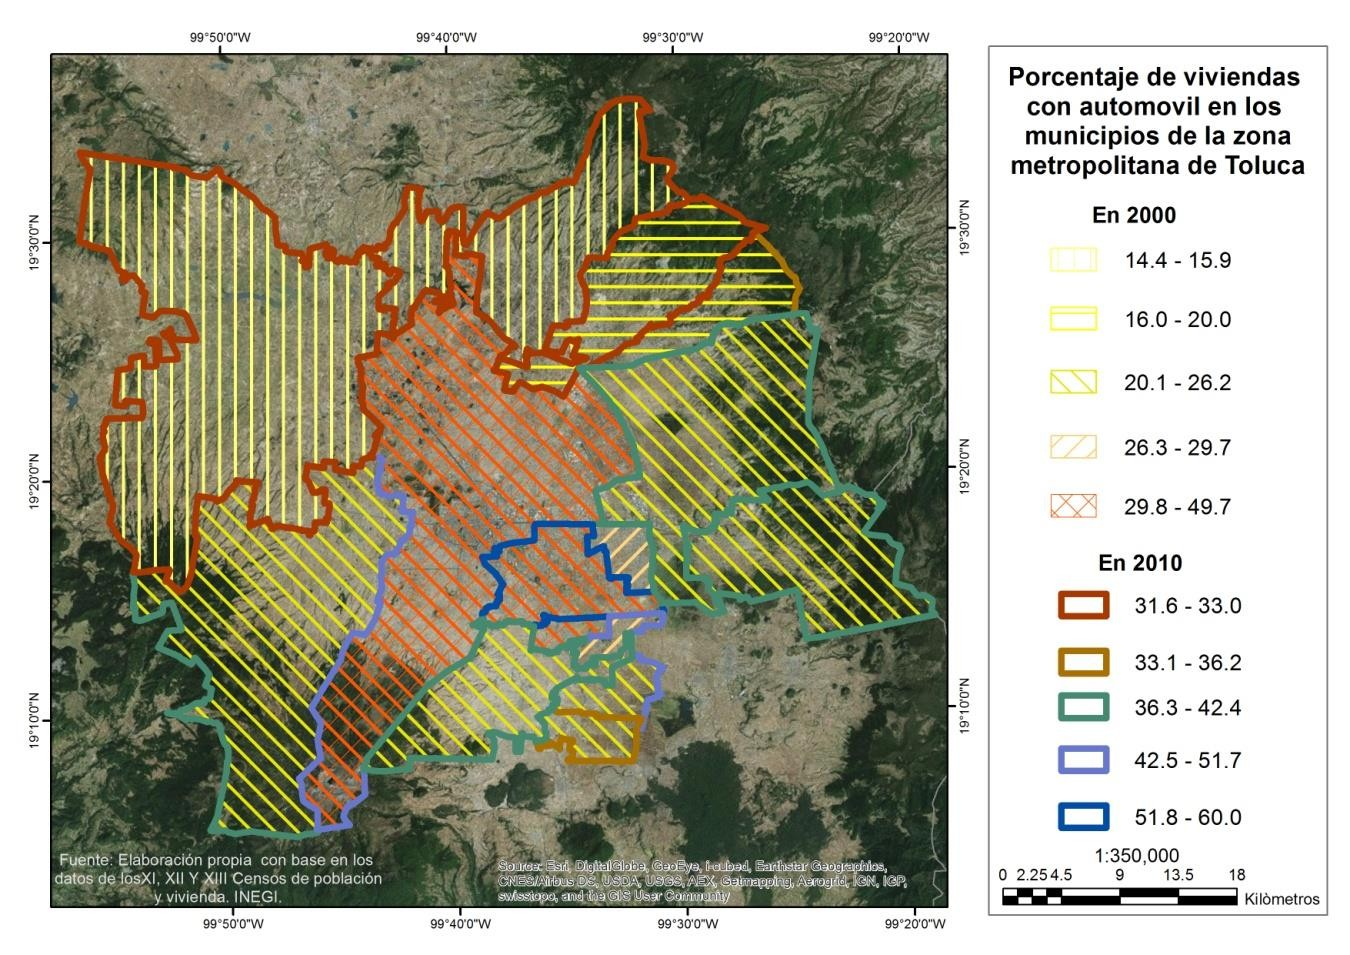 99°50'0"W
99°40'0"W
99°30'0"W
99°20'0"W
19°30'0"N
19°20'0"N
19°10'0"N
19°30'0"N
19°20'0"N
19°10'0"N
Fuente: Elaboración propia con base en los
datos de losXI, XII Y XIII Censos de población
y vivienda. INEGI.
Source: Esri, DigitalGlobe, GeoEye, i-cubed, Earthstar Geographics,
CNES/Airbus DS, USDA, USGS, AEX, Getmapping, Aerogrid, IGN, IGP,
swisstopo, and the GIS User Community
99°50'0"W
99°40'0"W
99°30'0"W
99°20'0"W
Porcentaje de viviendas
con automovil en los
municipios de la zona
metropolitana de Toluca
En 2000
14.4 - 15.9
16.0 - 20.0
20.1 - 26.2
26.3 - 29.7
29.8 - 49.7
En 2010
31.6 - 33.0
33.1 - 36.2
36.3 - 42.4
42.5 - 51.7
51.8 - 60.0
1:350,000
0 2.25 4.5 9 13.5 18
Kilòmetros